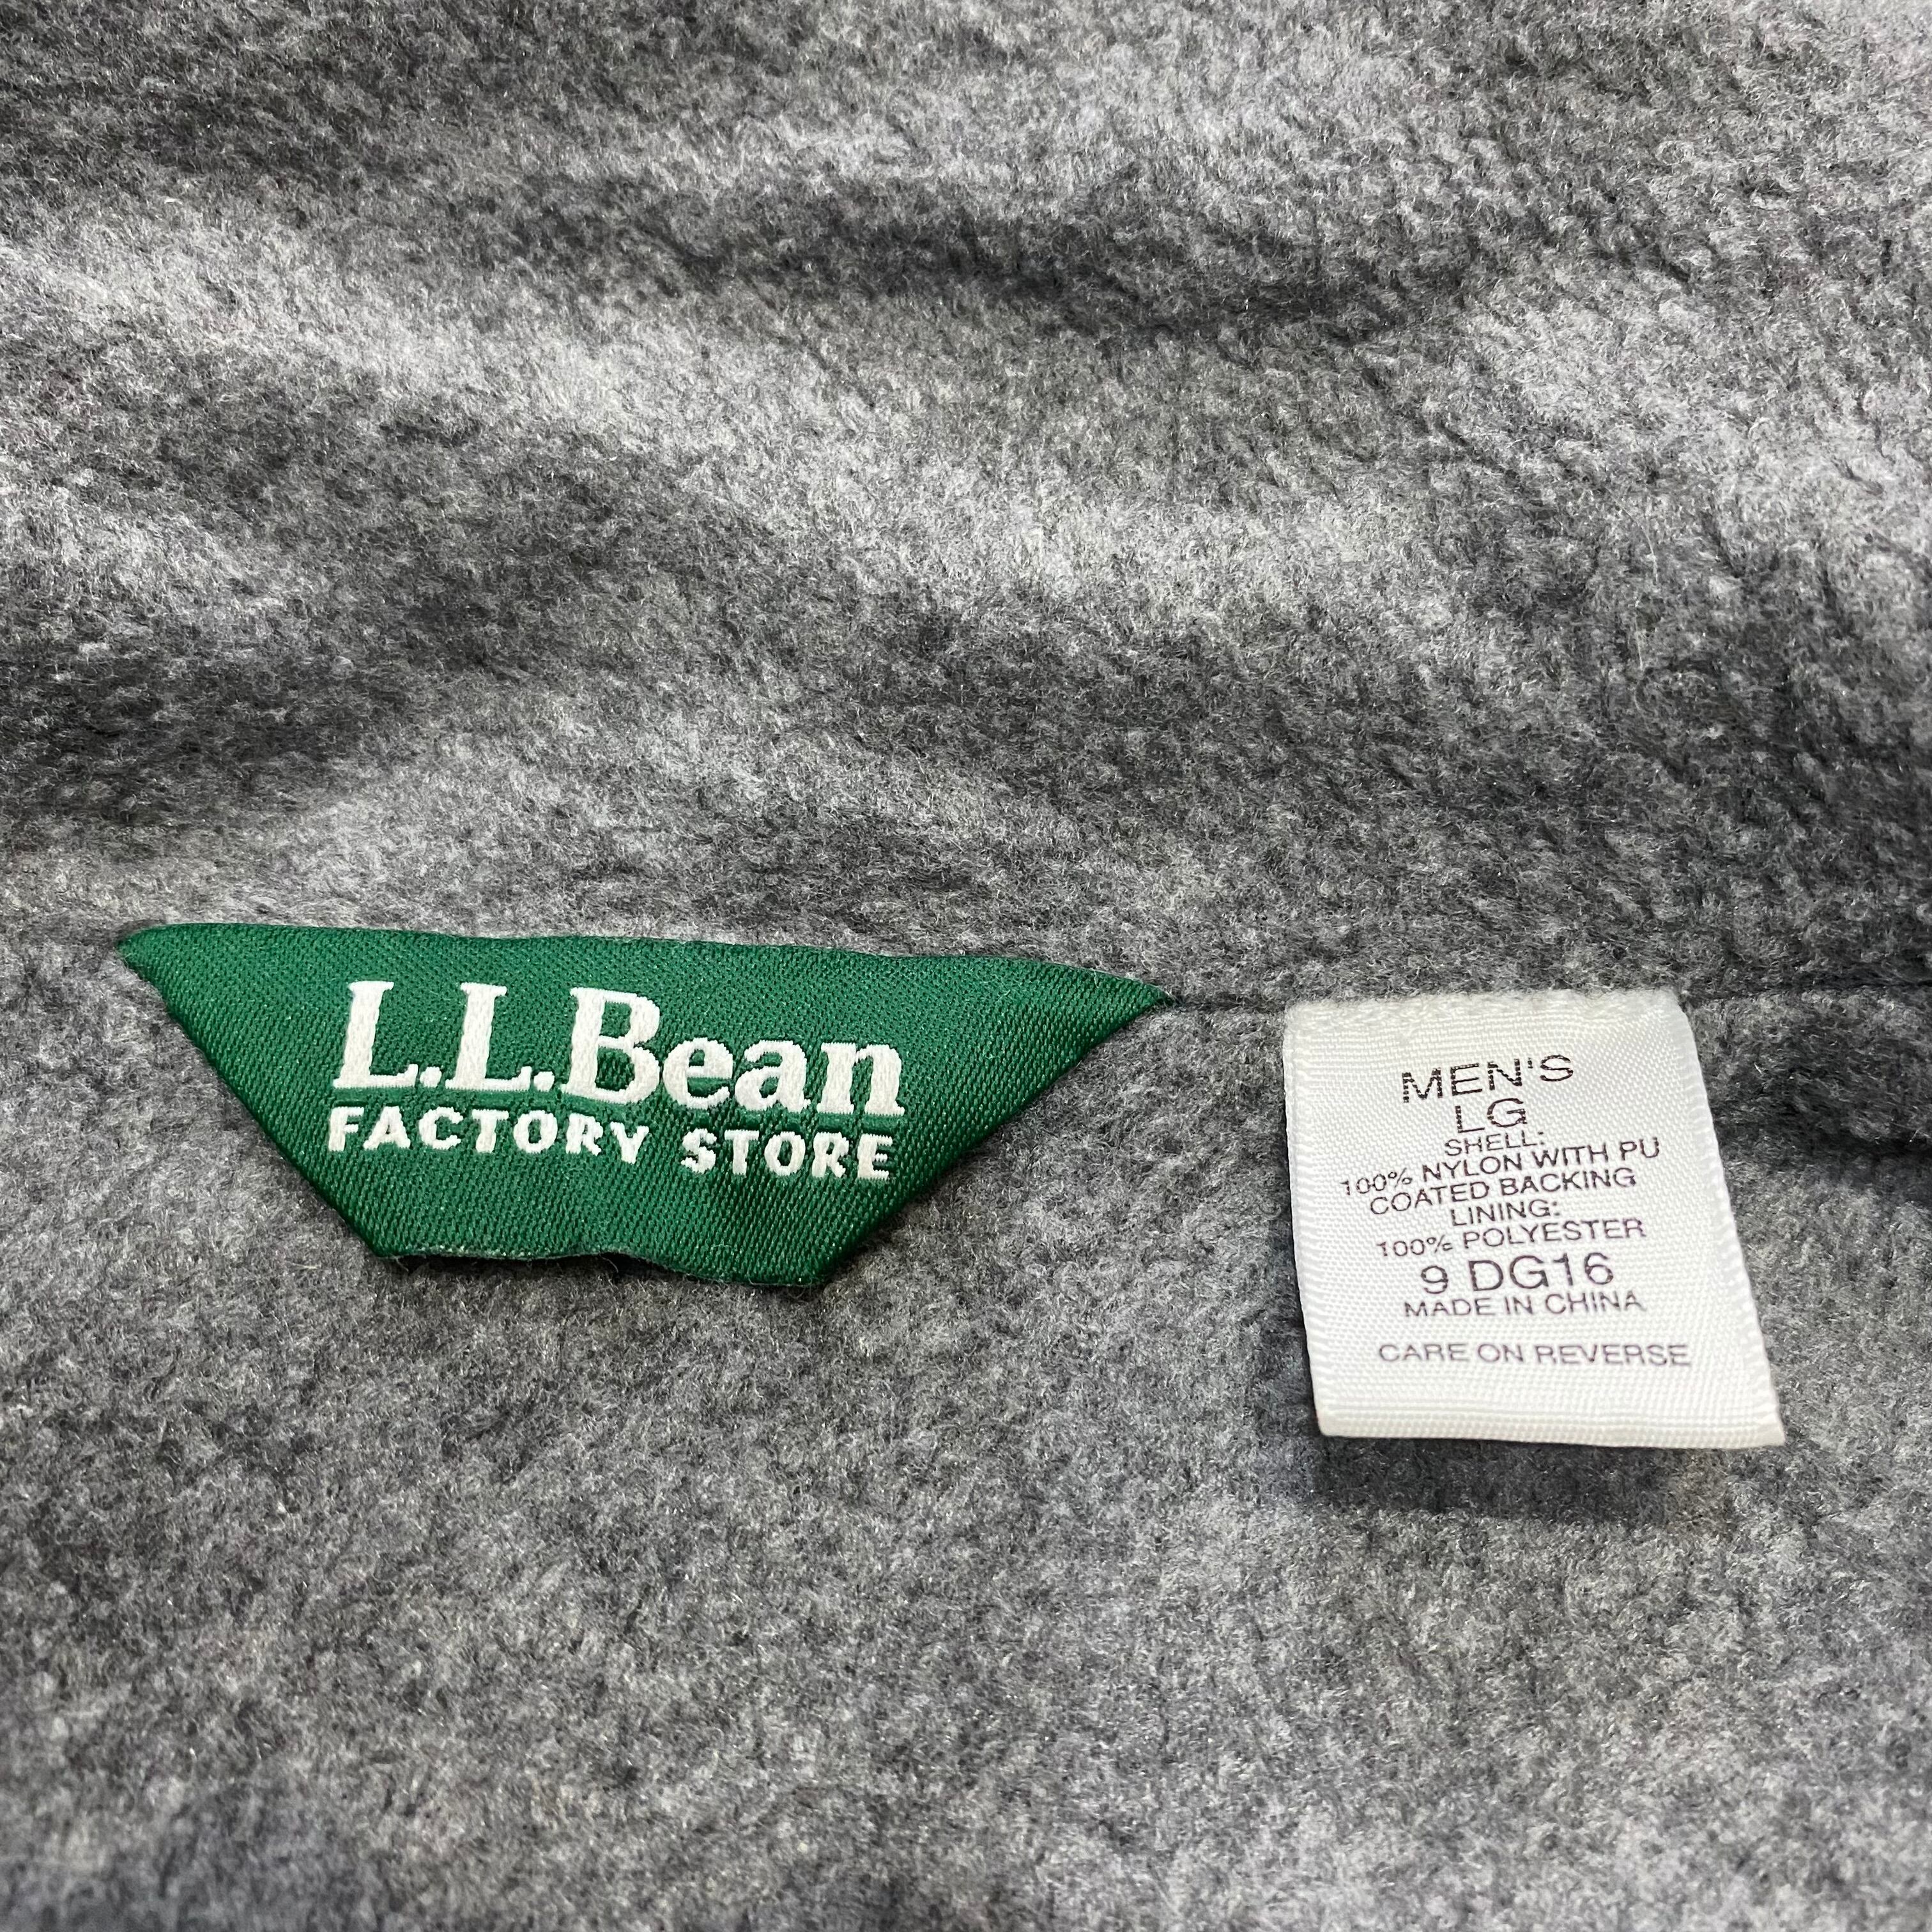 L.L.Bean
FACTORY STORE
MEN'S
LG
SHELL:
100% NYLON WITH PU
COATED BACKING
LINING:
100% POLYESTER
9 DG16
MADE IN CHINA
CARE ON REVERSE